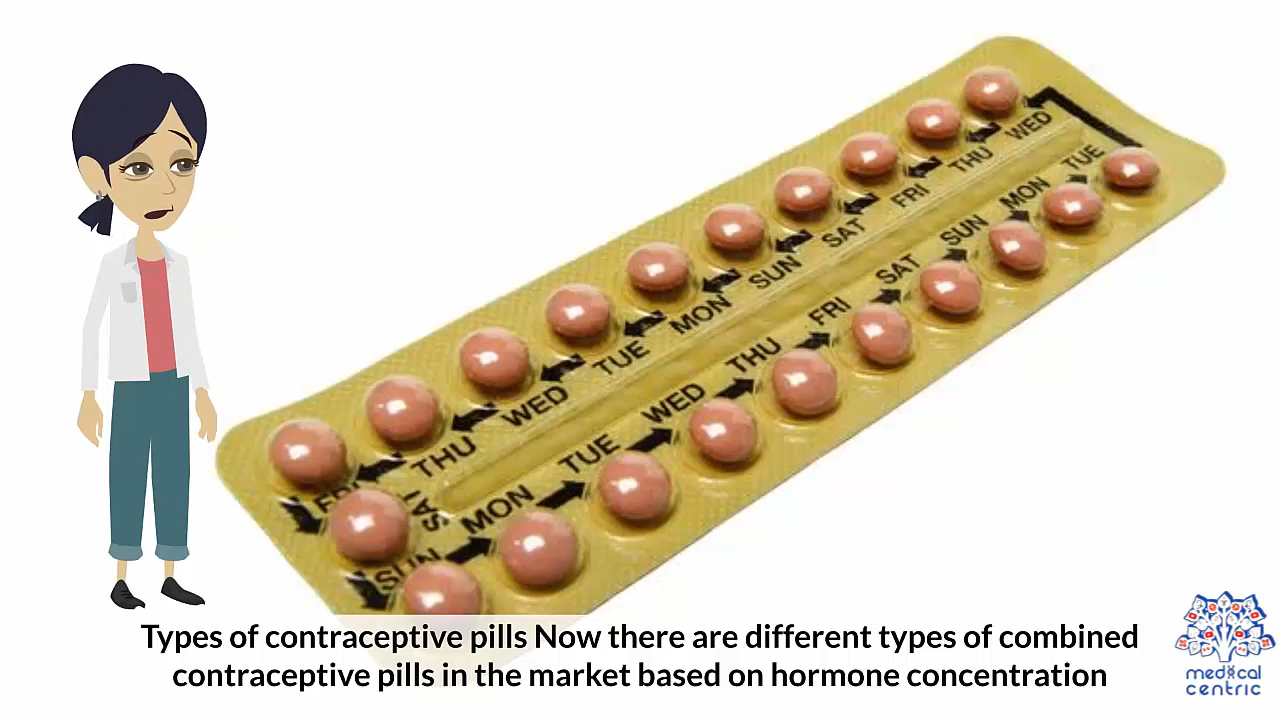 WED
THU
FRI
SAT
SUN
MON
TUE
WED
THU
FRI
SAT
SUN
MON
TUE
WED
THU
FRI
SAT
SUN
MON
TUE
Types of contraceptive pills Now there are different types of combined
contraceptive pills in the market based on hormone concentration
medical
centric